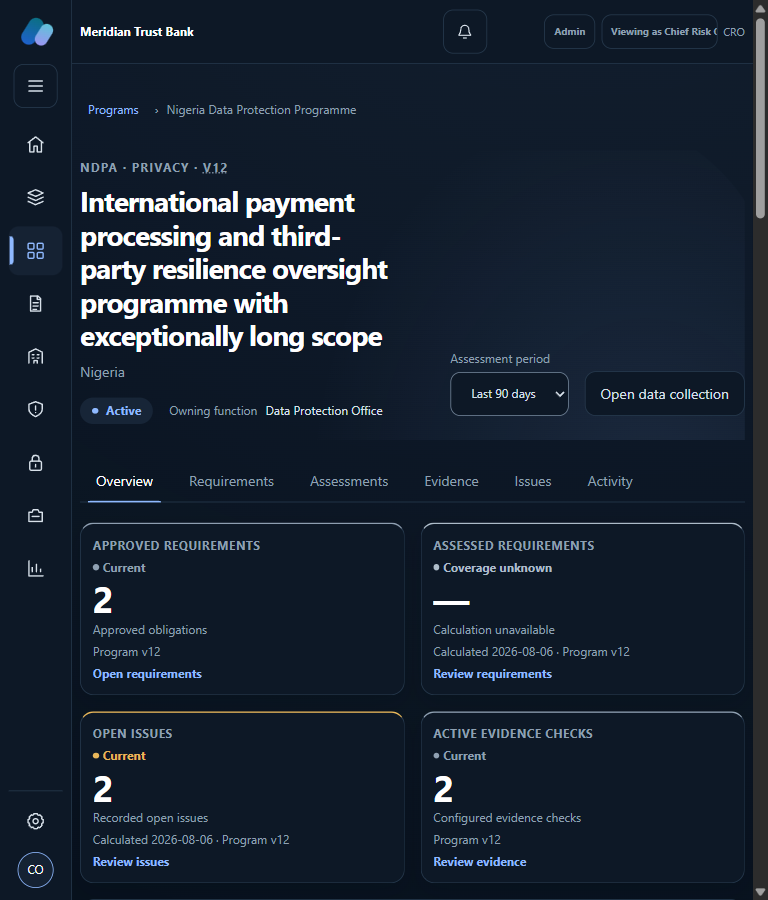 Meridian Trust Bank
Admin
Viewing as Chief Risk
CRO
Programs › Nigeria Data Protection Programme
NDPA · PRIVACY · V12
International payment
processing and third-
party resilience oversight
programme with
exceptionally long scope
Nigeria
Active
Owning function Data Protection Office
Assessment period
Last 90 days
Open data collection
Overview
Requirements
Assessments
Evidence
Issues
Activity
APPROVED REQUIREMENTS
Current
2
Approved obligations
Program v12
Open requirements
ASSESSED REQUIREMENTS
Coverage unknown
—
Calculation unavailable
Calculated 2026-08-06 · Program v12
Review requirements
OPEN ISSUES
Current
2
Recorded open issues
Calculated 2026-08-06 · Program v12
Review issues
ACTIVE EVIDENCE CHECKS
Current
2
Configured evidence checks
Program v12
Review evidence
CO